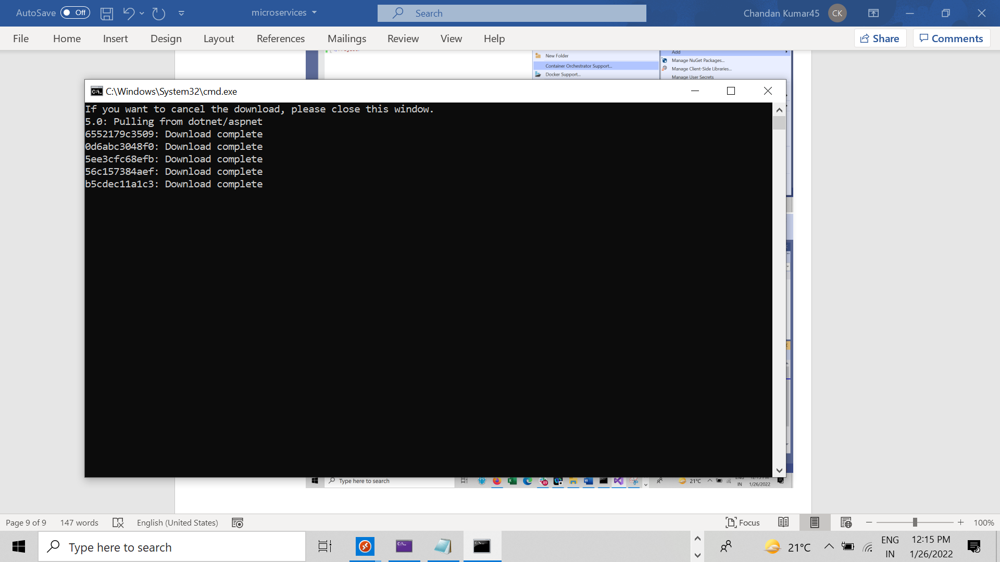 AutoSave Off
microservices
Search
Chandan Kumar45 CK
File Home Insert Design Layout References Mailings Review View Help
Share Comments
New Folder
Container Orchestrator Support...
Docker Support...
Add
Manage NuGet Packages...
Manage Client-Side Libraries...
Manage User Secrets
C:\Windows\System32\cmd.exe
If you want to cancel the download, please close this window.
5.0: Pulling from dotnet/aspnet
6552179c3509: Download complete
0d6abc3048f0: Download complete
5ee3cfc68efb: Download complete
56c157384aef: Download complete
b5cdec11a1c3: Download complete
Type here to search
89
21°C
IN 1/26/2022
Page 9 of 9 147 words English (United States)
Focus 100%
Type here to search
21°C
ENG 12:15 PM
IN 1/26/2022